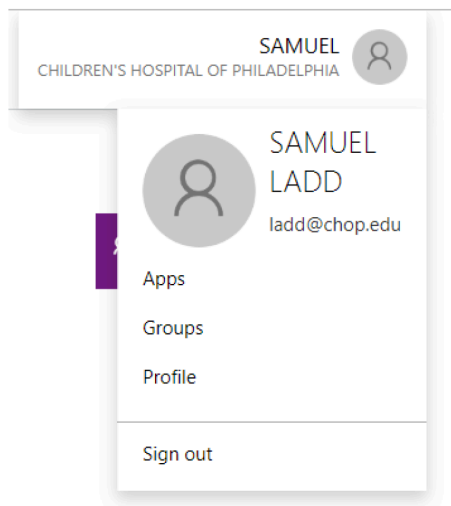 SAMUEL
CHILDREN'S HOSPITAL OF PHILADELPHIA
SAMUEL
LADD
ladd@chop.edu
Apps
Groups
Profile
Sign out